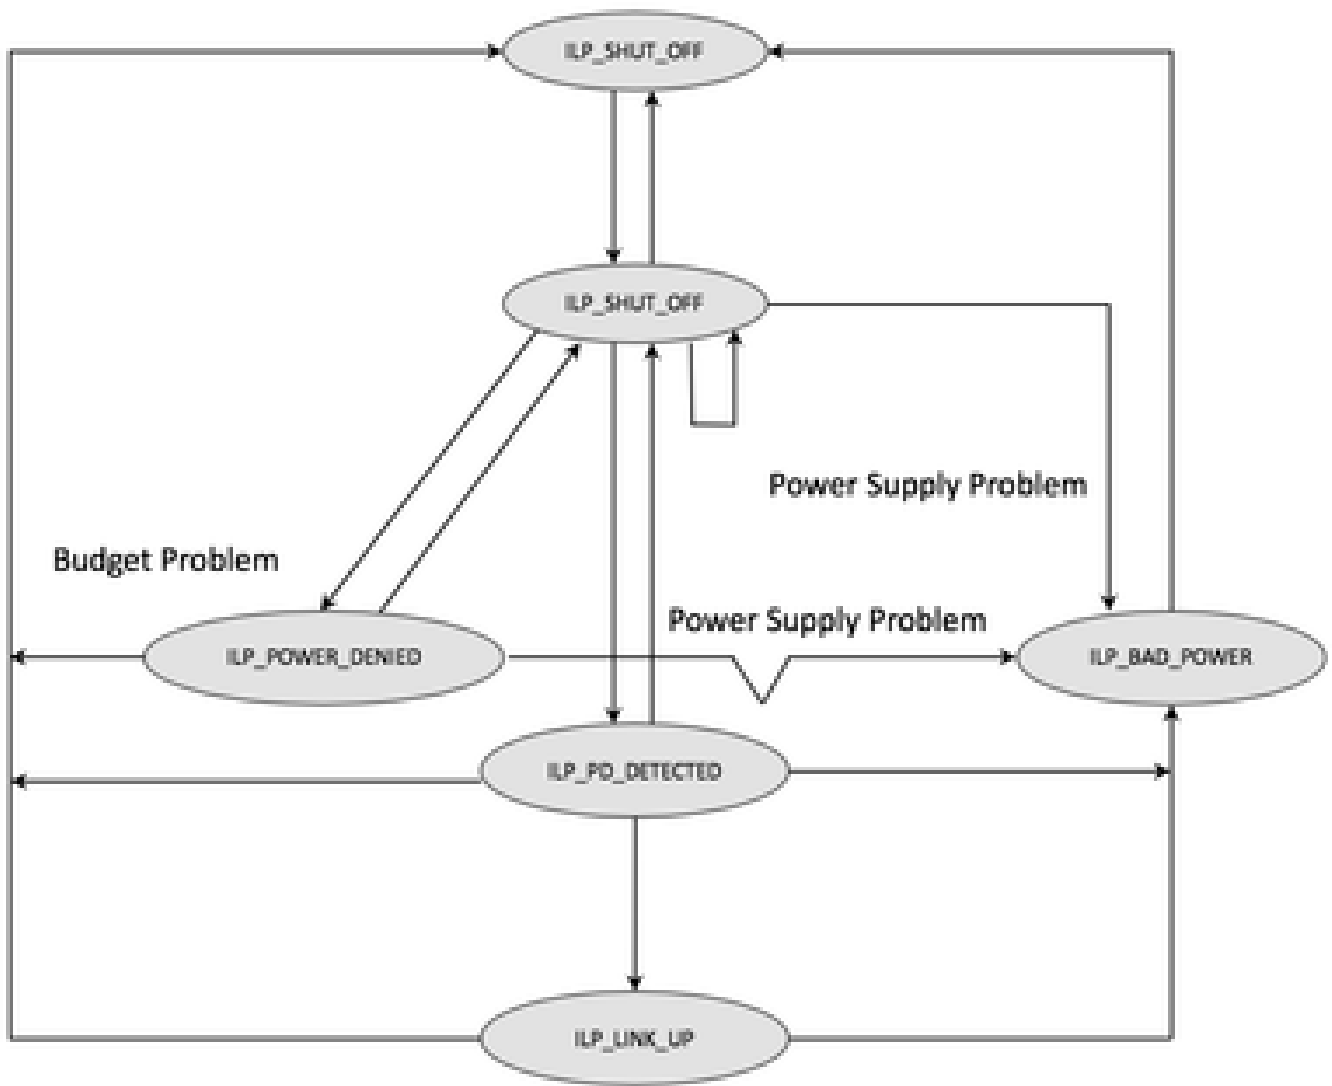 ILP_SHUT_OFF
ILP_SHUT_OFF
Power Supply Problem
Budget Problem
Power Supply Problem
ILP_POWER_DENIED
ILP_BAD_POWER
ILP_PD_DETECTED
ILP_LINK_UP